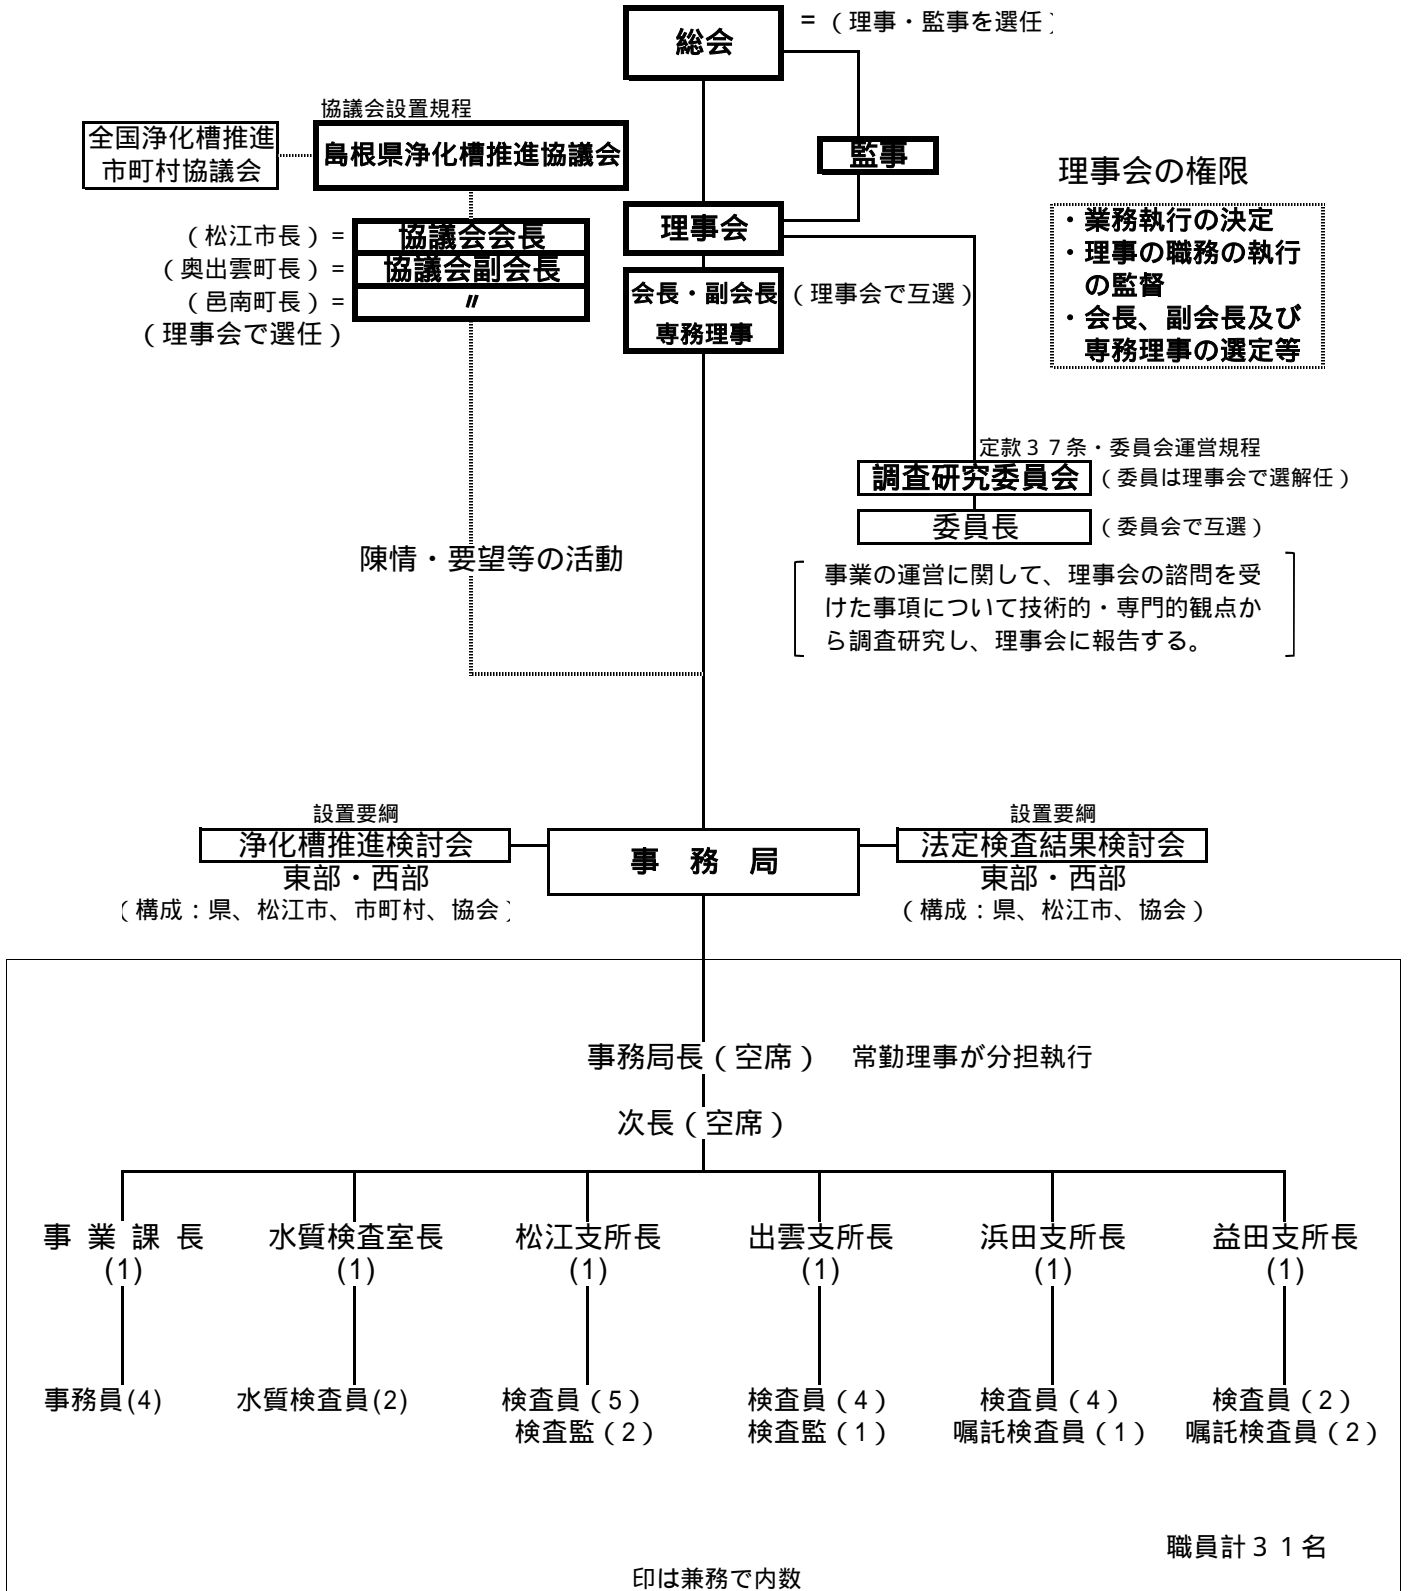 総会
= （理事・監事を選任）
協議会設置規程
全国浄化槽推進
市町村協議会
島根県浄化槽推進協議会
監事
理事会の権限
・業務執行の決定
・理事の職務の執行
の監督
・会長、副会長及び
専務理事の選定等
（松江市長）=
協議会会長
（奥出雲町長）=
協議会副会長
（邑南町長）=
〃
（理事会で選任）
理事会
会長・副会長
専務理事
（理事会で互選）
定款３７条・委員会運営規程
調査研究委員会
（委員は理事会で選解任）
委員長
（委員会で互選）
事業の運営に関して、理事会の諮問を受
けた事項について技術的・専門的観点か
ら調査研究し、理事会に報告する。
陳情・要望等の活動
設置要綱
浄化槽推進検討会
東部・西部
（構成：県、松江市、市町村、協会）
事　務　局
設置要綱
法定検査結果検討会
東部・西部
（構成：県、松江市、協会）
事務局長（空席）　常勤理事が分担執行
次長（空席）
事 業 課 長
(1)
水質検査室長
(1)
松江支所長
(1)
出雲支所長
(1)
浜田支所長
(1)
益田支所長
(1)
事務員(4)
水質検査員(2)
検査員（5）
検査監（2）
検査員（4）
検査監（1）
検査員（4）
嘱託検査員（1）
検査員（2）
嘱託検査員（2）
職員計３１名
印は兼務で内数